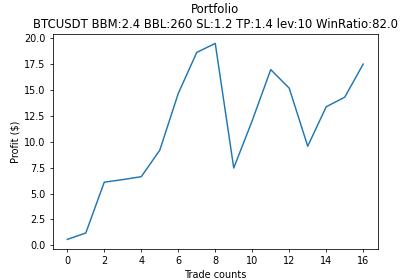 Portfolio
BTCUSDT BBM:2.4 BBL:260 SL:1.2 TP:1.4 lev:10 WinRatio:82.0
20.0
17.5
15.0
12.5
10.0
7.5
5.0
2.5
0.0
Profit ($)
0 2 4 6 8 10 12 14 16
Trade counts